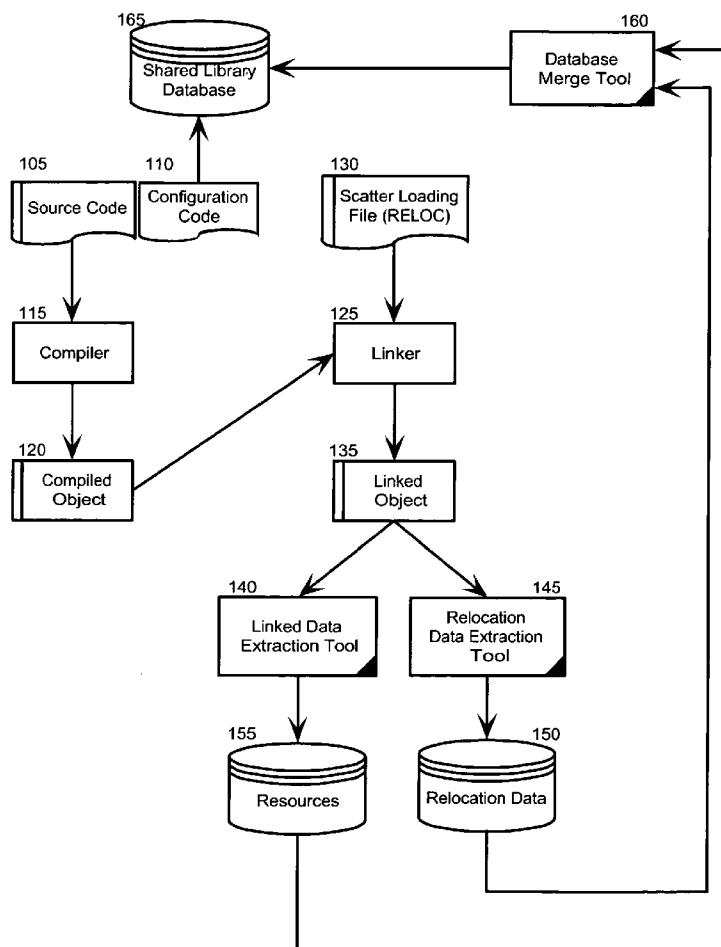 165
Shared Library
Database
160
Database
Merge Tool
105
Source Code
110
Configuration
Code
130
Scatter Loading
File (RELOC)
115
Compiler
125
Linker
120
Compiled
Object
135
Linked
Object
140
Linked Data
Extraction Tool
145
Relocation
Data Extraction
Tool
155
Resources
150
Relocation Data